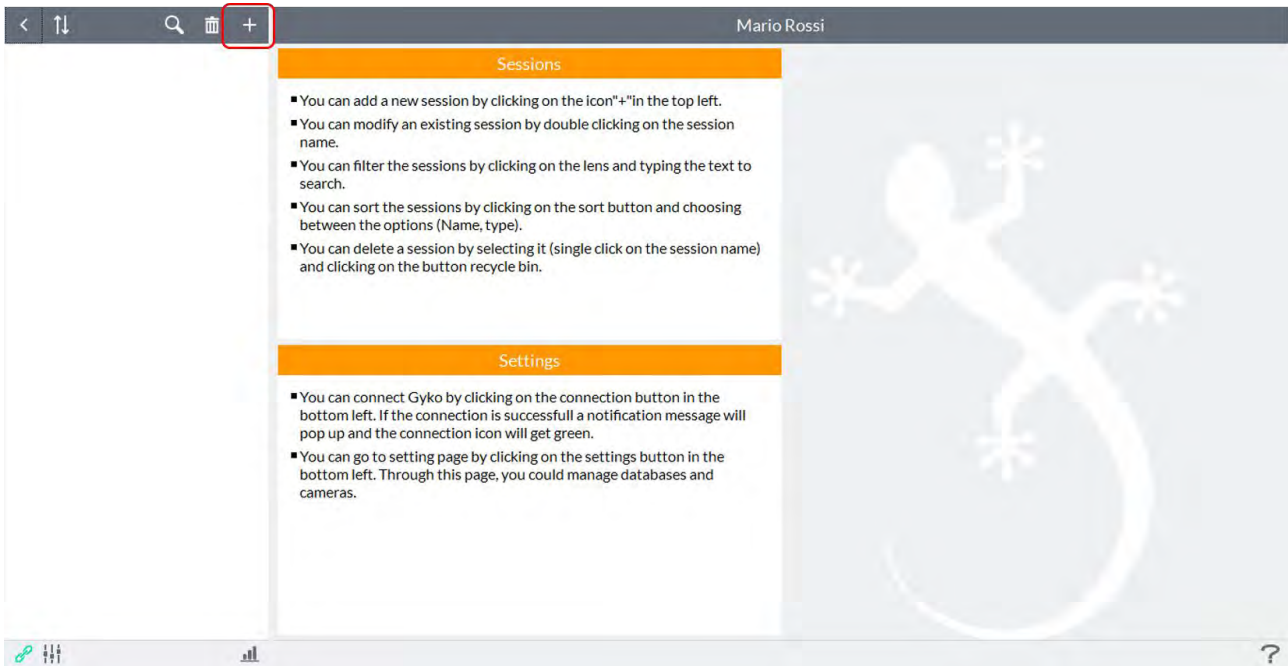 Mario Rossi
Sessions
▪You can add a new session by clicking on the icon"+"in the top left.
▪You can modify an existing session by double clicking on the session
name.
▪You can filter the sessions by clicking on the lens and typing the text to
search.
▪You can sort the sessions by clicking on the sort button and choosing
between the options (Name, type).
▪You can delete a session by selecting it (single click on the session name)
and clicking on the button recycle bin.
Settings
▪You can connect Gyko by clicking on the connection button in the
bottom left. If the connection is successfull a notification message will
pop up and the connection icon will get green.
▪You can go to setting page by clicking on the settings button in the
bottom left. Through this page, you could manage databases and
cameras.
?